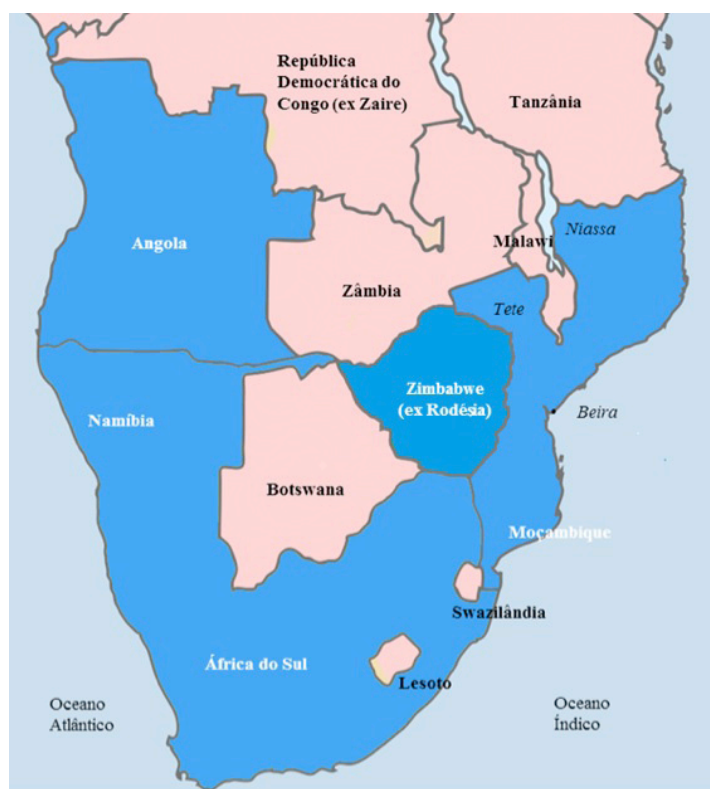 República
Democrática do
Congo (ex Zaire)
Tanzânia
Niassa
Angola
Malawi
Zâmbia
Tete
Zimbabwe
(ex Rodésia)
Beira
Namíbia
Botswana
Moçambique
Swazilândia
África do Sul
Lesoto
Oceano
Atlântico
Oceano
Índico